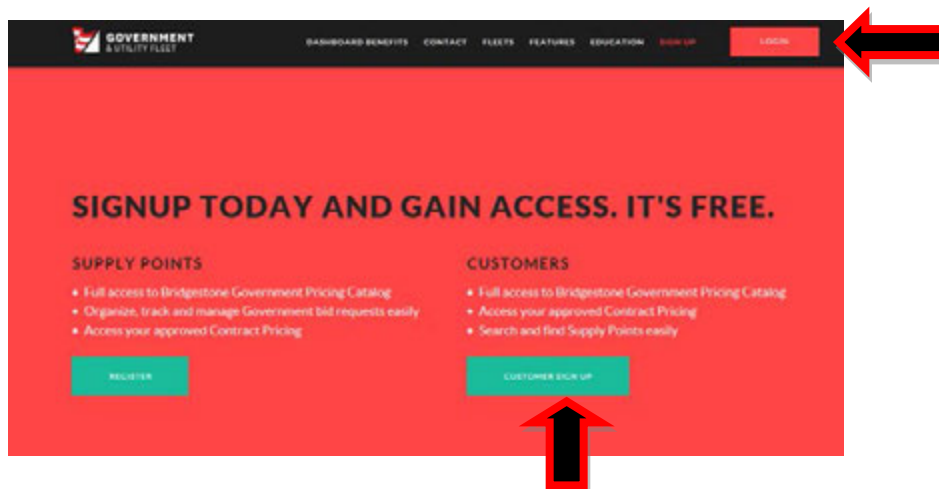 GOVERNMENT
& UTILITY FLEET
DASHBOARD BENEFITS CONTACT FLEETS FEATURES EDUCATION SIGN UP LOGIN
SIGNUP TODAY AND GAIN ACCESS. IT'S FREE.
SUPPLY POINTS
• Full access to Bridgestone Government Pricing Catalog
• Organize, track and manage Government bid requests easily
• Access your approved Contract Pricing
REGISTER
CUSTOMERS
• Full access to Bridgestone Government Pricing Catalog
• Access your approved Contract Pricing
• Search and find Supply Points easily
CUSTOMER SIGN UP